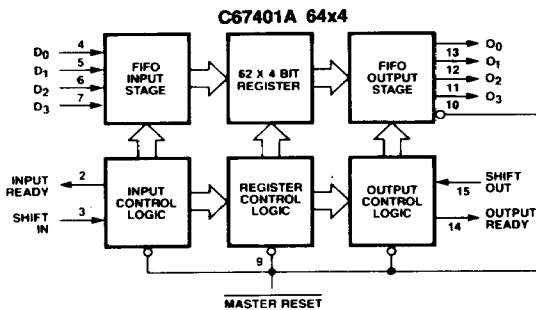 C67401A 64x4
D0 4
D1 5
D2 6
D3 7
FIFO
INPUT
STAGE
62 X 4 BIT
REGISTER
FIFO
OUTPUT
STAGE
O0
13 O1
12 O2
11 O3
10
INPUT
READY
2
SHIFT
IN
3
INPUT
CONTROL
LOGIC
REGISTER
CONTROL
LOGIC
OUTPUT
CONTROL
LOGIC
15
SHIFT
OUT
14
OUTPUT
READY
9
MASTER RESET